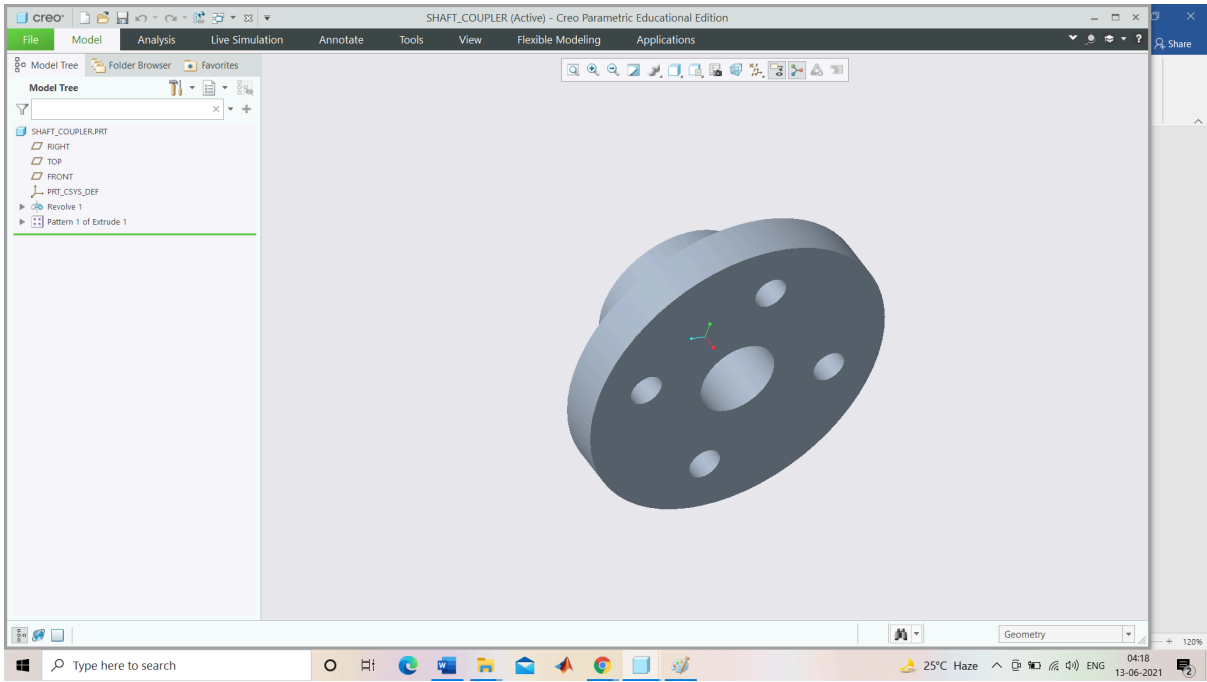 creo·
SHAFT_COUPLER (Active) - Creo Parametric Educational Edition
File Model Analysis Live Simulation Annotate Tools View Flexible Modeling Applications
Share
Model Tree Folder Browser Favorites
Model Tree
SHAFT_COUPLER.PRT
RIGHT
TOP
FRONT
PRT_CSYS_DEF
Revolve 1
Pattern 1 of Extrude 1
Geometry
120%
Type here to search
25°C Haze
ENG
04:18
13-06-2021
2